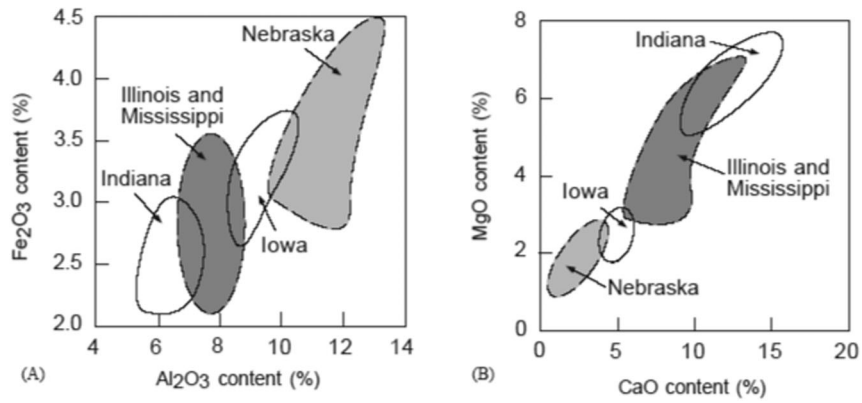 4.5
4.0
3.5
3.0
2.5
2.0
Fe2O3 content (%)
Nebraska
Illinois and
Mississippi
Indiana
Iowa
4 6 8 10 12 14
(A)
Al2O3 content (%)
8
6
4
2
0
MgO content (%)
Indiana
Illinois and
Mississippi
Iowa
Nebraska
0 5 10 15 20
(B)
CaO content (%)